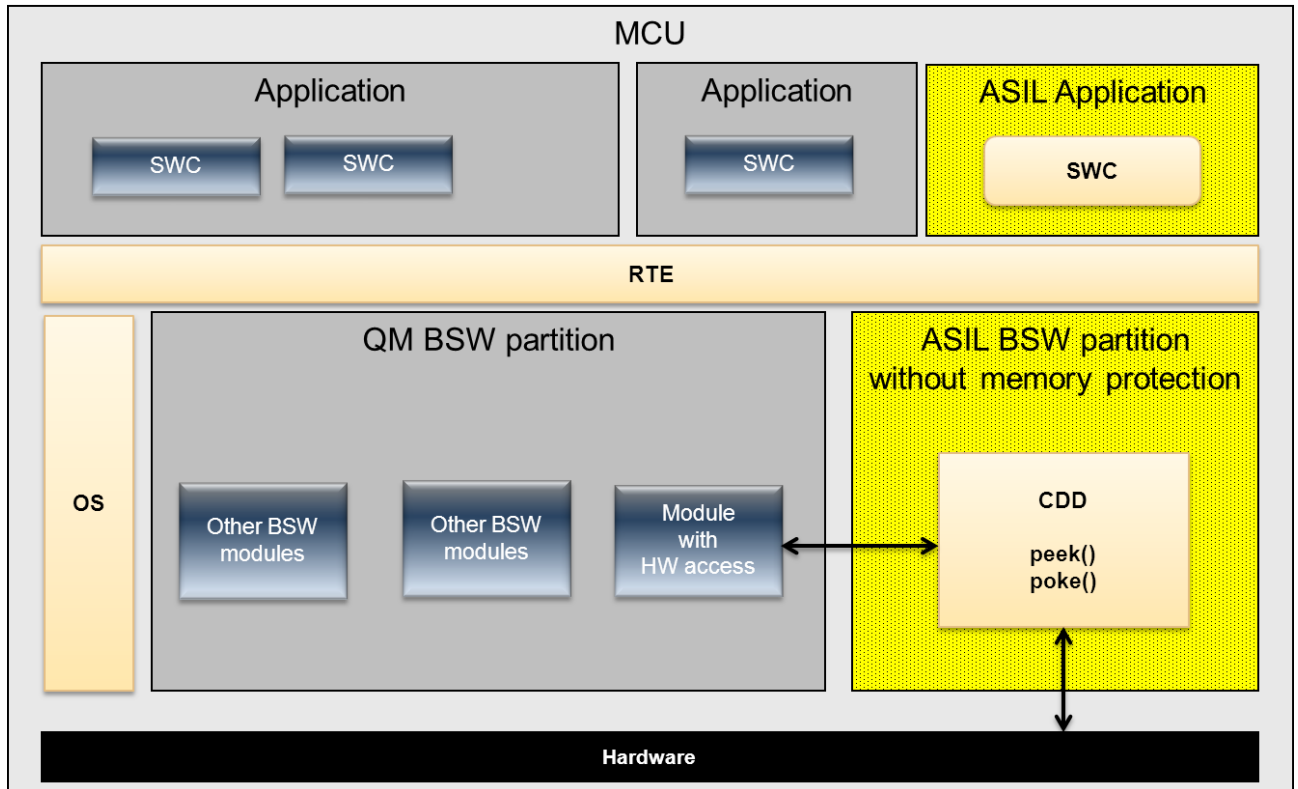 MCU
Application
SWC
SWC
Application
SWC
ASIL Application
SWC
RTE
OS
QM BSW partition
Other BSW
modules
Other BSW
modules
Module
with
HW access
ASIL BSW partition
without memory protection
CDD
peek()
poke()
Hardware